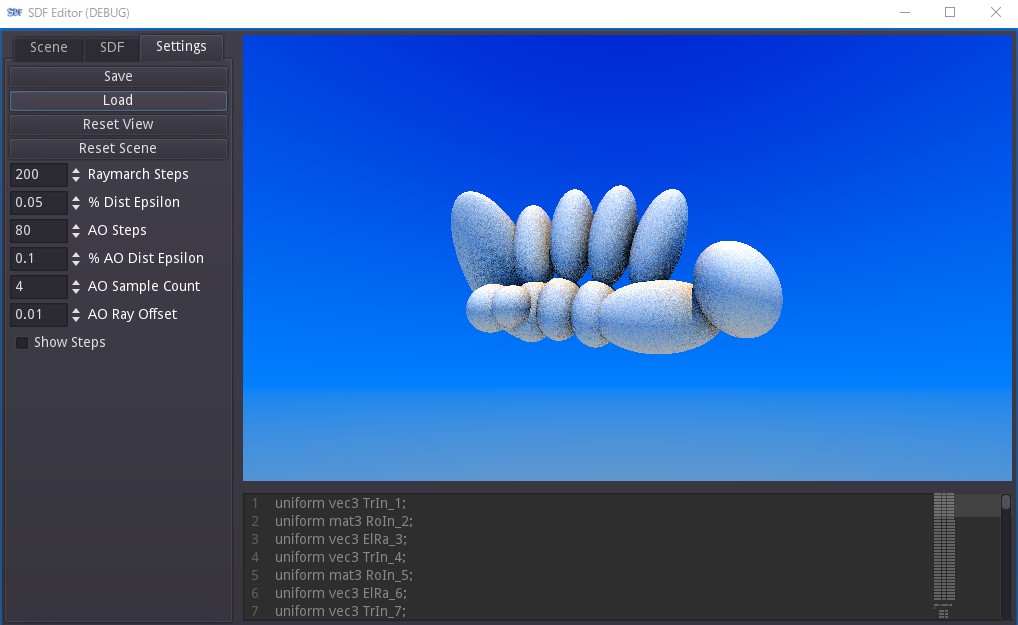 SDF SDF Editor (DEBUG)
Scene SDF Settings
Save
Load
Reset View
Reset Scene
200 Raymarch Steps
0.05 % Dist Epsilon
80 AO Steps
0.1 % AO Dist Epsilon
4 AO Sample Count
0.01 AO Ray Offset
Show Steps
1 uniform vec3 TrIn_1;
2 uniform mat3 RoIn_2;
3 uniform vec3 ElRa_3;
4 uniform vec3 TrIn_4;
5 uniform mat3 RoIn_5;
6 uniform vec3 ElRa_6;
7 uniform vec3 TrIn_7;